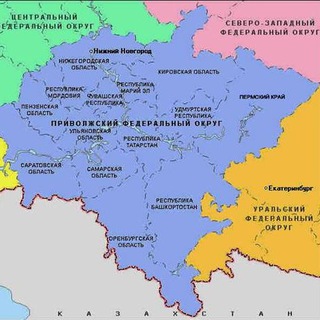 ЦЕНТРАЛЬНЫЙ
ФЕДЕРАЛЬНЫЙ
ОКРУГ
СЕВЕРО-ЗАПАДНЫЙ
ФЕДЕРАЛЬНЫЙ ОКРУГ
Нижний Новгород
НИЖЕГОРОДСКАЯ
ОБЛАСТЬ
КИРОВСКАЯ ОБЛАСТЬ
РЕСПУБЛИКА
МОРДОВИЯ
ЧУВАШСКАЯ
РЕСПУБЛИКА
РЕСПУБЛИКА
МАРИЙ ЭЛ
ПЕРМСКИЙ КРАЙ
ПЕНЗЕНСКАЯ
ОБЛАСТЬ
УДМУРТСКАЯ
РЕСПУБЛИКА
ПРИВОЛЖСКИЙ ФЕДЕРАЛЬНЫЙ ОКРУГ
УЛЬЯНОВСКАЯ
ОБЛАСТЬ
РЕСПУБЛИКА
ТАТАРСТАН
САРАТОВСКАЯ
ОБЛАСТЬ
САМАРСКАЯ
ОБЛАСТЬ
Екатеринбург
РЕСПУБЛИКА
БАШКОРТОСТАН
УРАЛЬСКИЙ
ФЕДЕРАЛЬНЫЙ
ОКРУГ
ОРЕНБУРГСКАЯ
ОБЛАСТЬ
КАЗАХСТАН